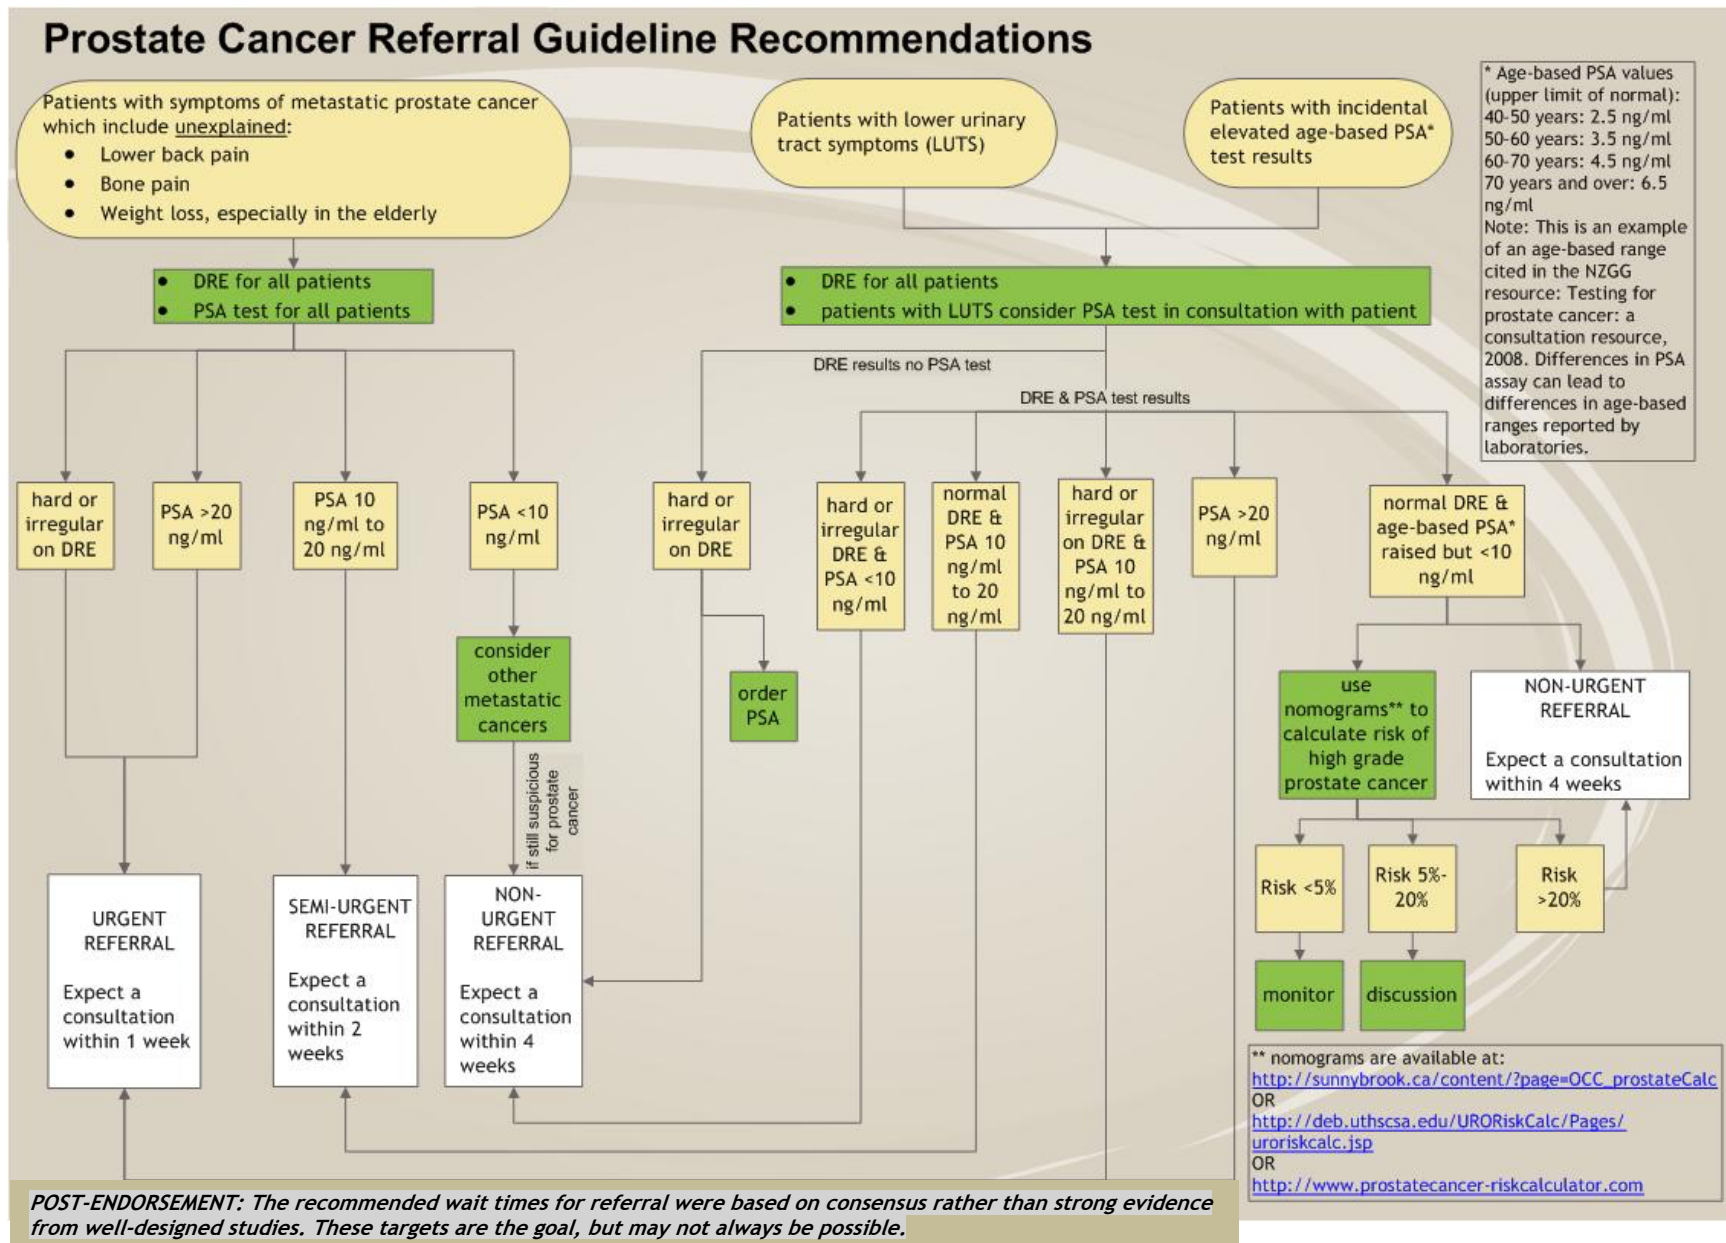 Prostate Cancer Referral Guideline Recommendations
Patients with symptoms of metastatic prostate cancer
which include unexplained:
● Lower back pain
● Bone pain
● Weight loss, especially in the elderly
Patients with lower urinary
tract symptoms (LUTS)
Patients with incidental
elevated age-based PSA*
test results
* Age-based PSA values
(upper limit of normal):
40-50 years: 2.5 ng/ml
50-60 years: 3.5 ng/ml
60-70 years: 4.5 ng/ml
70 years and over: 6.5
ng/ml
Note: This is an example
of an age-based range
cited in the NZGG
resource: Testing for
prostate cancer: a
consultation resource,
2008. Differences in PSA
assay can lead to
differences in age-based
ranges reported by
laboratories.
● DRE for all patients
● PSA test for all patients
● DRE for all patients
● patients with LUTS consider PSA test in consultation with patient
DRE results no PSA test
DRE & PSA test results
hard or
irregular
on DRE
PSA >20
ng/ml
PSA 10
ng/ml to
20 ng/ml
PSA <10
ng/ml
hard or
irregular
on DRE
hard or
irregular
DRE &
PSA <10
ng/ml
normal
DRE &
PSA 10
ng/ml
to 20
ng/ml
hard or
irregular
on DRE &
PSA 10
ng/ml to
20 ng/ml
PSA >20
ng/ml
normal DRE &
age-based PSA*
raised but <10
ng/ml
consider
other
metastatic
cancers
order
PSA
use
nomograms** to
calculate risk of
high grade
prostate cancer
NON-URGENT
REFERRAL
Expect a consultation
within 4 weeks
if still suspicious
for prostate
cancer
Risk <5%
Risk 5%-
20%
Risk
>20%
monitor
discussion
URGENT
REFERRAL
Expect a
consultation
within 1 week
SEMI-URGENT
REFERRAL
Expect a
consultation
within 2
weeks
NON-
URGENT
REFERRAL
Expect a
consultation
within 4
weeks
** nomograms are available at:
http://sunnybrook.ca/content/?page=OCC_prostateCalc
OR
http://deb.uthscsa.edu/URORiskCalc/Pages/
uroriskcalc.jsp
OR
http://www.prostatecancer-riskcalculator.com
POST-ENDORSEMENT: The recommended wait times for referral were based on consensus rather than strong evidence
from well-designed studies. These targets are the goal, but may not always be possible.